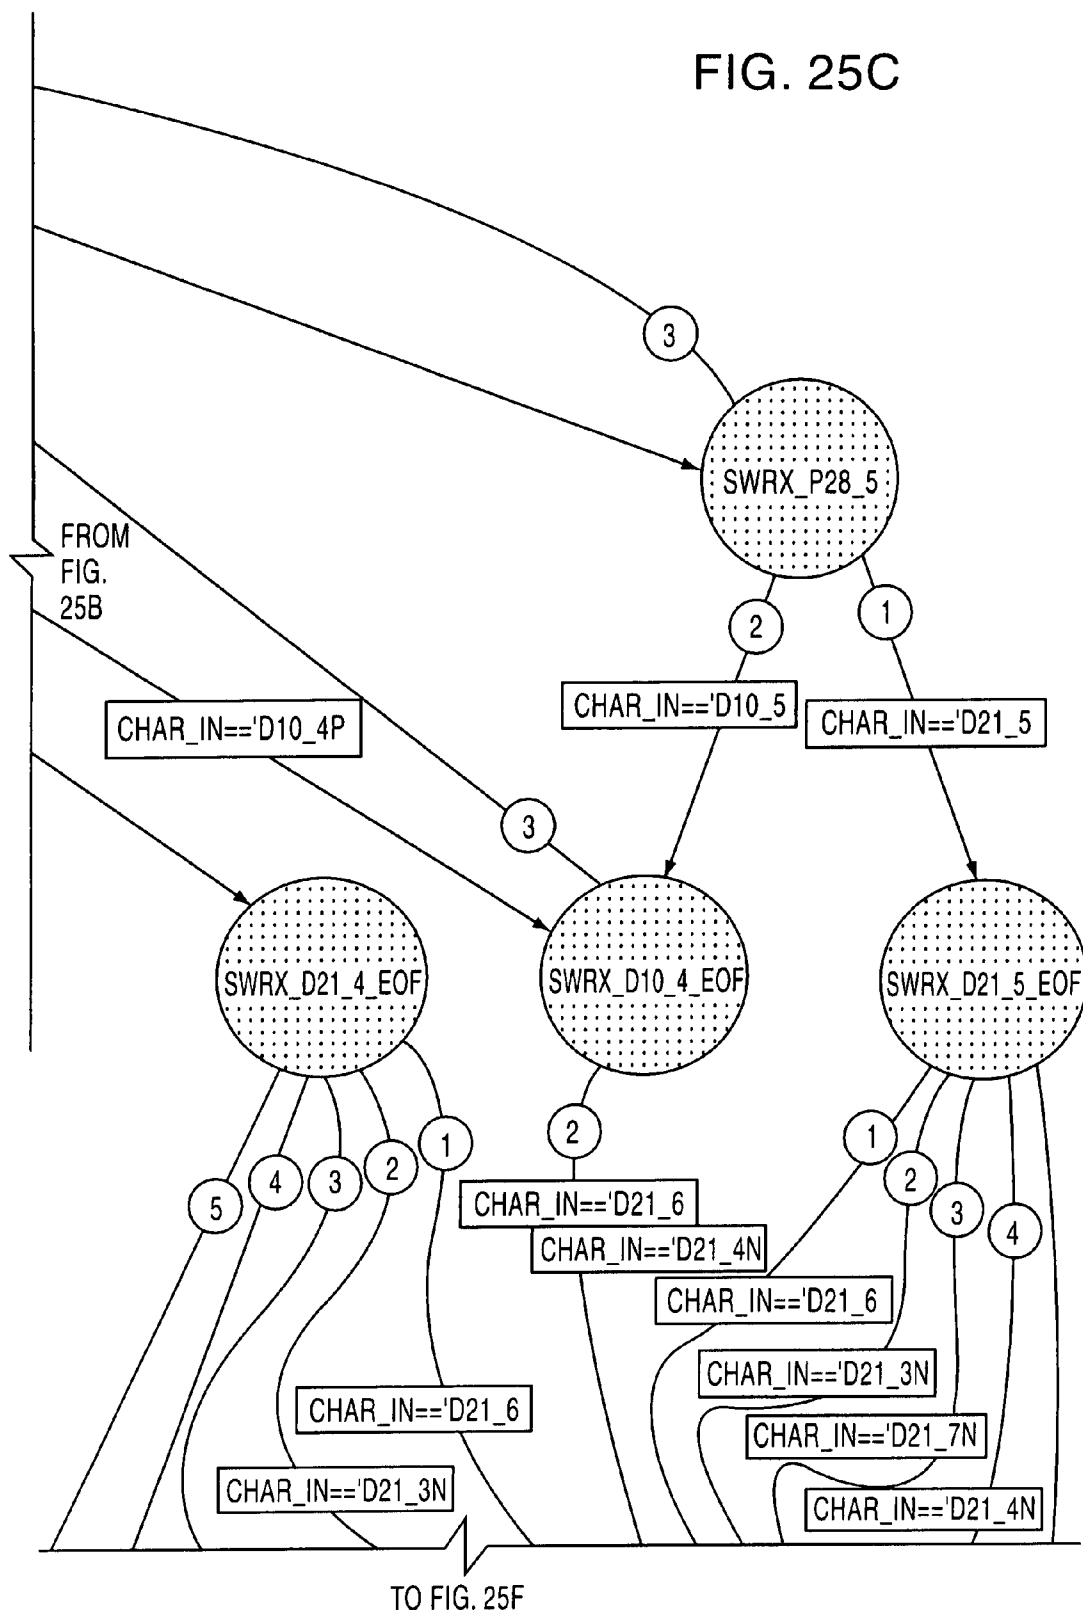 FIG. 25C
3
SWRX_P28_5
FROM
FIG.
25B
2
1
CHAR_IN=='D10_5
CHAR_IN=='D21_5
CHAR_IN=='D10_4P
3
SWRX_D21_4_EOF
SWRX_D10_4_EOF
SWRX_D21_5_EOF
5
4
3
2
1
2
1
2
3
4
CHAR_IN=='D21_6
CHAR_IN=='D21_4N
CHAR_IN=='D21_6
CHAR_IN=='D21_3N
CHAR_IN=='D21_6
CHAR_IN=='D21_7N
CHAR_IN=='D21_3N
CHAR_IN=='D21_4N
TO FIG. 25F